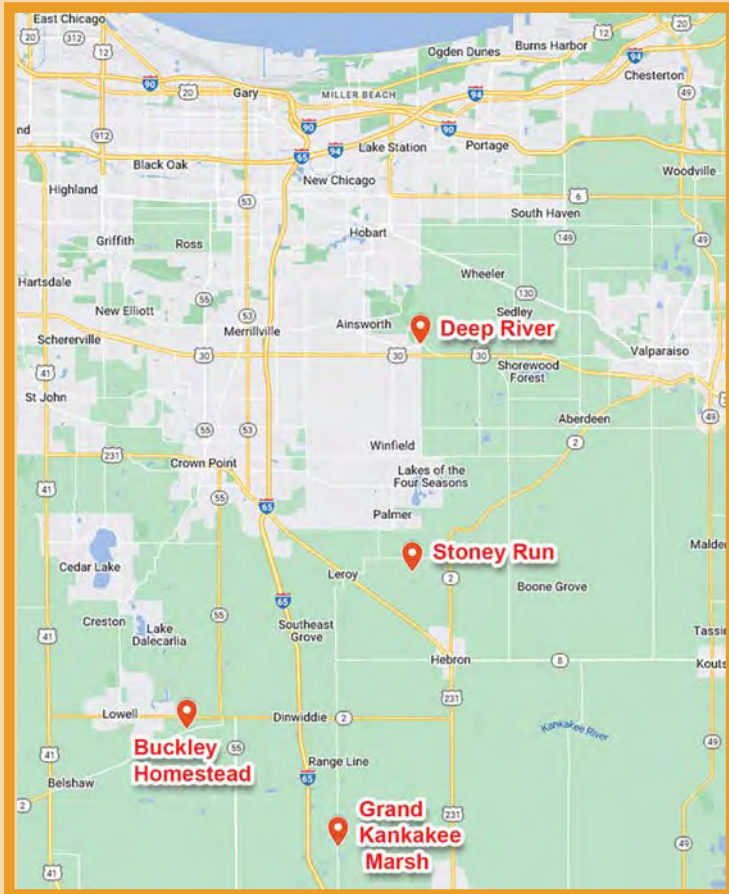 East Chicago
20
312
12
90
20
Gary
MILLER BEACH
Ogden Dunes
Burns Harbor
12
20
94
Chesterton
49
94
90
90
912
65
94
Lake Station
Portage
Black Oak
New Chicago
Woodville
Highland
53
6
South Haven
Hobart
149
49
Griffith
Ross
Wheeler
Hartsdale
55
New Elliott
53
130
Sedley
Merrillville
Ainsworth
Deep River
Schererville
30
30
30
Valparaiso
Shorewood
Forest
41
St John
55
53
Aberdeen
49
2
Winfield
231
Crown Point
Lakes of the
Four Seasons
41
55
65
Palmer
Stoney Run
Malde
Cedar Lake
Leroy
2
Boone Grove
65
Creston
Lake
Dalecarlia
55
Southeast
Grove
41
Tassin
Hebron
8
Kouts
231
Lowell
Dinwiddie
2
Kankakee River
Buckley
Homestead
55
Range Line
49
41
Belshaw
65
2
Grand
Kankakee
Marsh
231
49
41